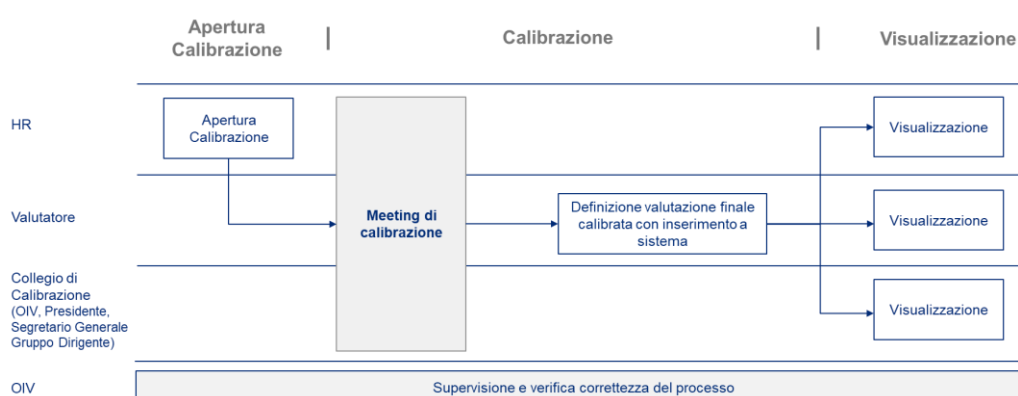 Apertura
Calibrazione
|
Calibrazione
|
Visualizzazione
HR
Apertura
Calibrazione
Visualizzazione
Valutatore
Meeting di
calibrazione
Definizione valutazione finale
calibrata con inserimento a
sistema
Visualizzazione
Collegio di
Calibrazione
(OIV, Presidente,
Segretario Generale
Gruppo Dirigente)
Visualizzazione
OIV
Supervisione e verifica correttezza del processo